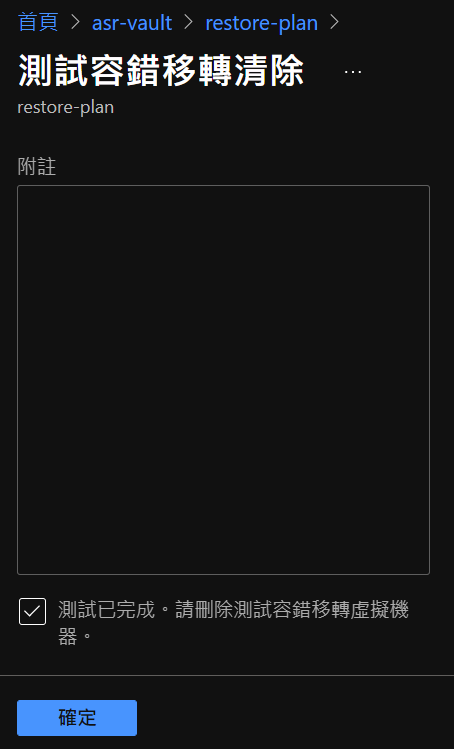 首頁 > asr-vault > restore-plan >
測試容錯移轉清除 ...
restore-plan
附註
測試已完成。請刪除測試容錯移轉虛擬機
器。
確定